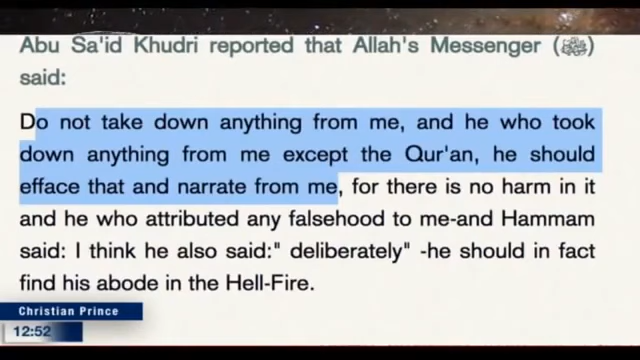 Abu Sa'id Khudri reported that Allah's Messenger (ﷺ)
said:
Do not take down anything from me, and he who took
down anything from me except the Qur'an, he should
efface that and narrate from me, for there is no harm in it
and he who attributed any falsehood to me-and Hammam
said: I think he also said:" deliberately" -he should in fact
find his abode in the Hell-Fire.
Christian Prince
12:52